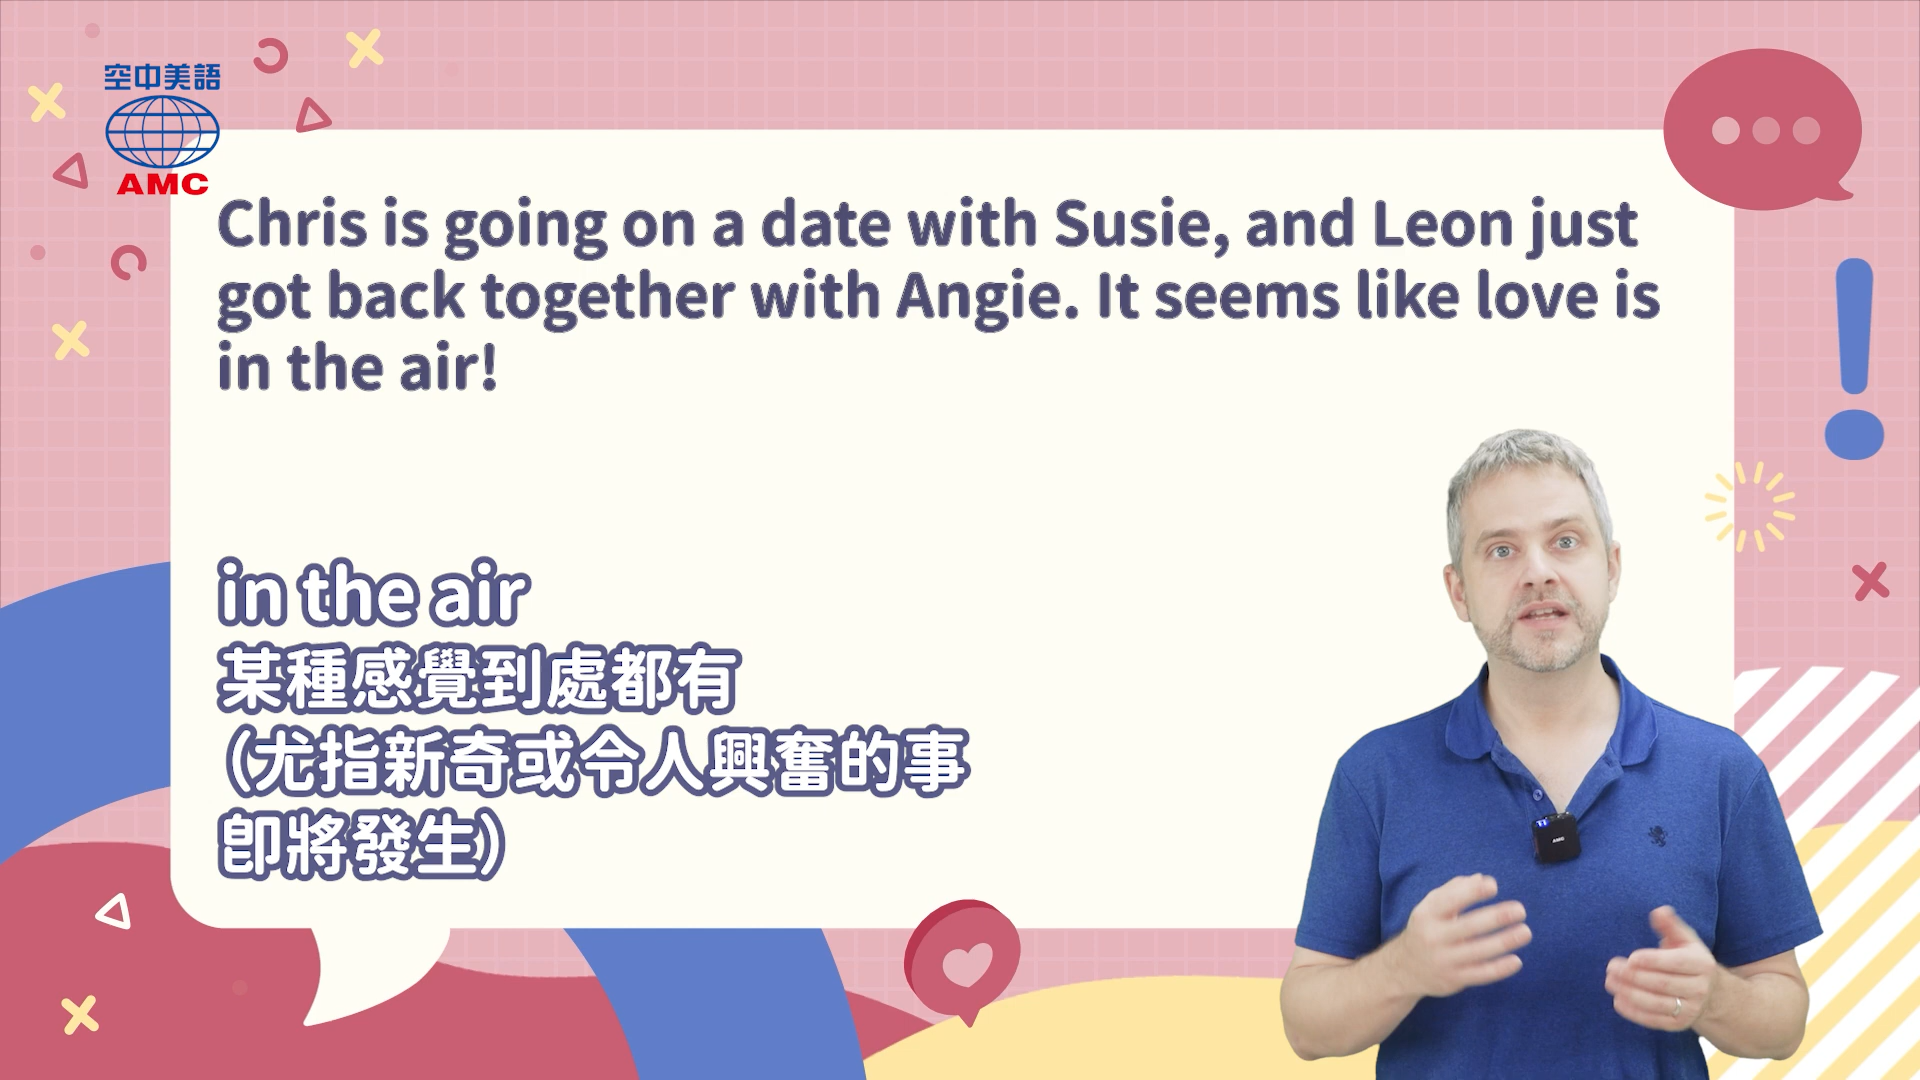 空中美語
AMC
Chris is going on a date with Susie, and Leon just
got back together with Angie. It seems like love is
in the air!
in the air
某種感覺到處都有
(尤指新奇或令人興奮的事
即將發生)